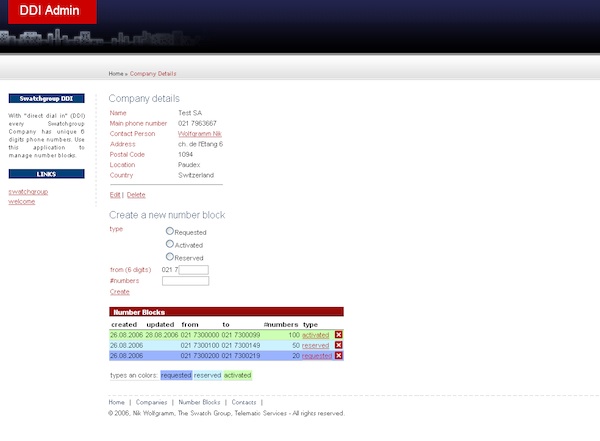 DDI Admin
Home » Company Details
Swatchgroup DDI
With "direct dial in" (DDI)
every Swatchgroup
Company has unique 6
digits phone numbers. Use
this application to
manage number blocks.
LINKS
swatchgroup
welcome
Company details
Name Test SA
Main phone number 021 7963667
Contact Person Wolfgramm Nik
Address ch. de l'Etang 6
Postal Code 1094
Location Paudex
Country Switzerland
Edit | Delete
Create a new number block
type
Requested
Activated
Reserved
from (6 digits) 021 7
#numbers
Create
Number Blocks
created updated from to #numbers type
26.08.2006 28.08.2006 021 7300000 021 7300099 100 activated
26.08.2006 021 7300100 021 7300149 50 reserved
26.08.2006 021 7300200 021 7300219 20 requested
types an colors: requested reserved activated
Home | Companies | Number Blocks | Contacts |
© 2006, Nik Wolfgramm, The Swatch Group, Telematic Services - All rights reserved.